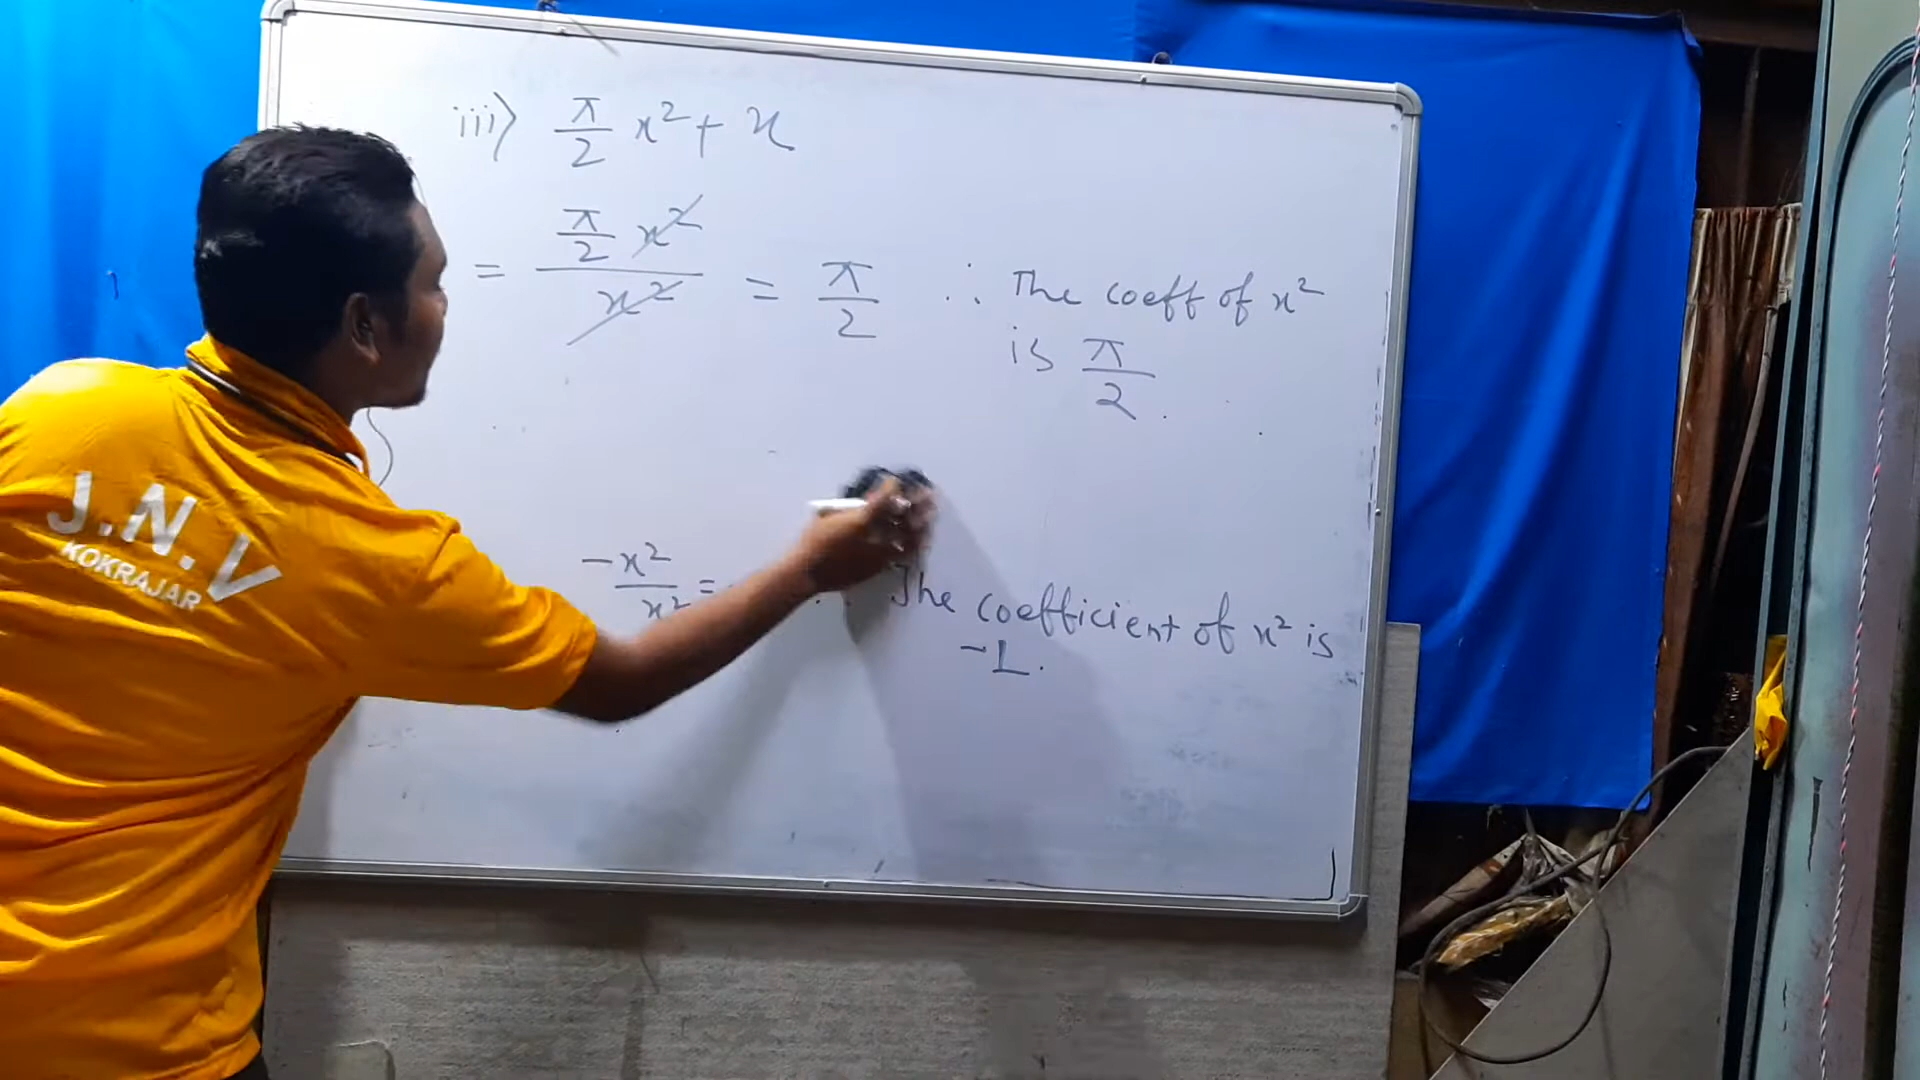 iii) π/2 x² + x
= (π/2 x²)/x² = π/2 ∴ The coeff of x²
is π/2.
-x²/x² =
The coefficient of x² is
-1.
J.N.V
KOKRAJAR